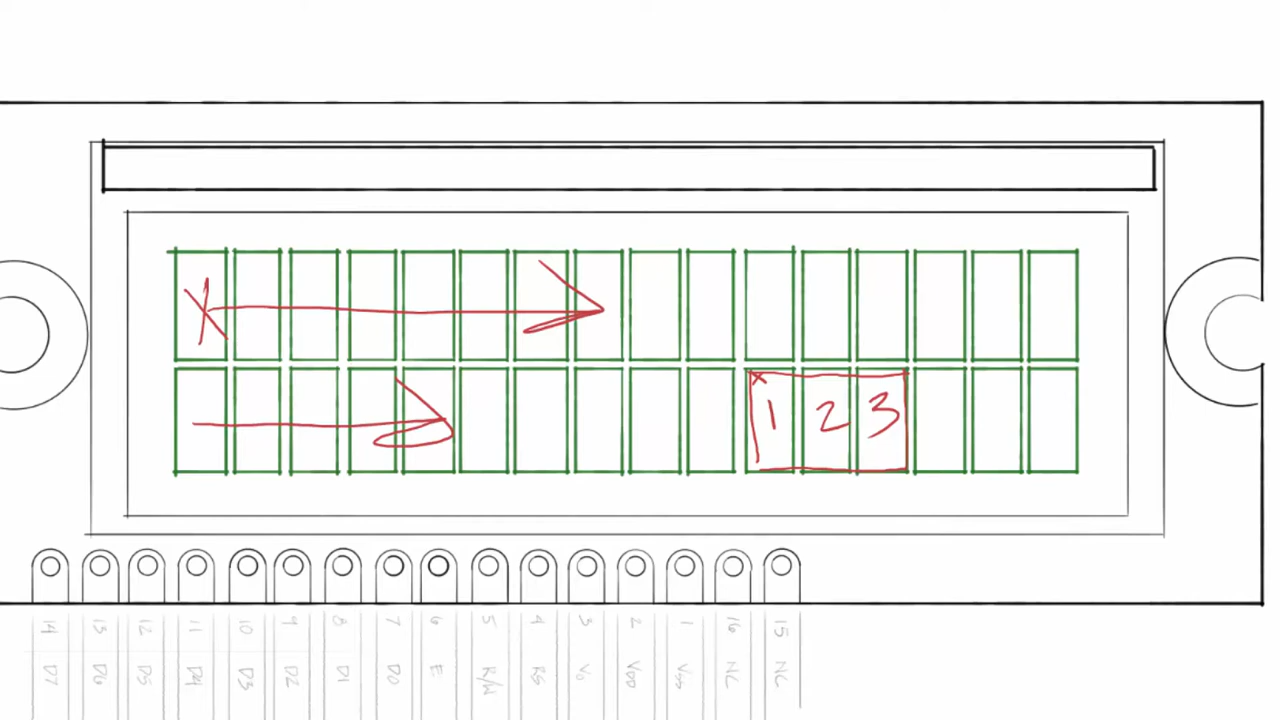 X
x
1 2 3
14 13 12 11 10 9 8 7 6 5 4 3 2 1 16 15
D7 D6 D5 D4 D3 D2 D1 D0 E R/W RS Vo VDD VSS NC NC